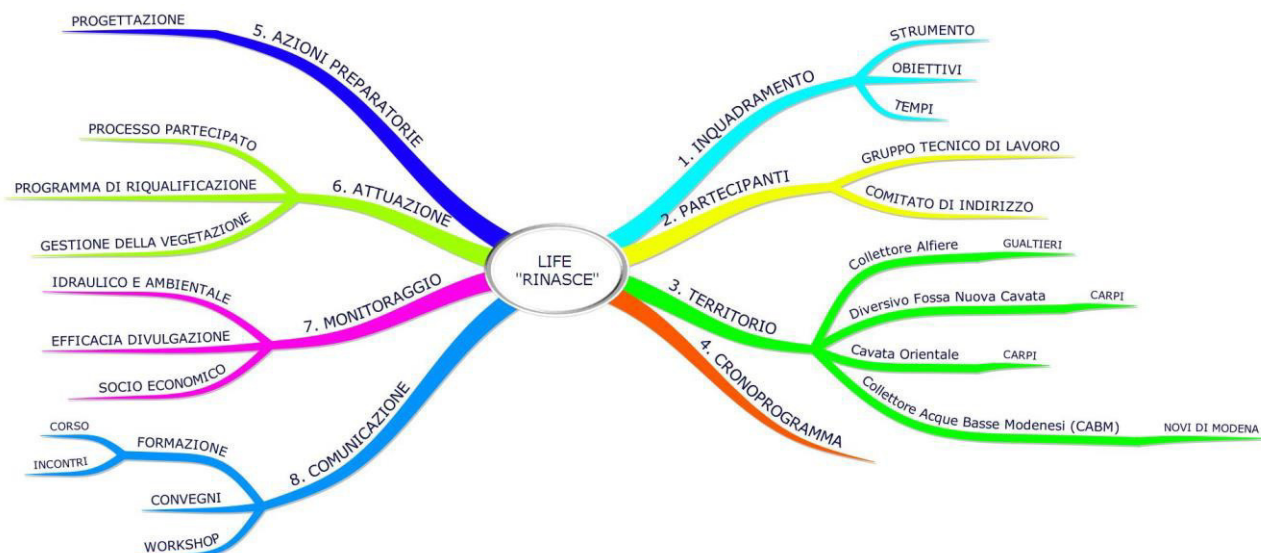 LIFE
"RINASCE"
1. INQUADRAMENTO
STRUMENTO
OBIETTIVI
TEMPI
2. PARTECIPANTI
GRUPPO TECNICO DI LAVORO
COMITATO DI INDIRIZZO
3. TERRITORIO
Collettore Alfiere
GUALTIERI
Diversivo Fossa Nuova Cavata
CARPI
Cavata Orientale
CARPI
Collettore Acque Basse Modenesi (CABM)
NOVI DI MODENA
4. CRONOPROGRAMMA
5. AZIONI PREPARATORIE
PROGETTAZIONE
6. ATTUAZIONE
PROCESSO PARTECIPATO
PROGRAMMA DI RIQUALIFICAZIONE
GESTIONE DELLA VEGETAZIONE
7. MONITORAGGIO
IDRAULICO E AMBIENTALE
EFFICACIA DIVULGAZIONE
SOCIO ECONOMICO
8. COMUNICAZIONE
FORMAZIONE
CORSO
INCONTRI
CONVEGNI
WORKSHOP